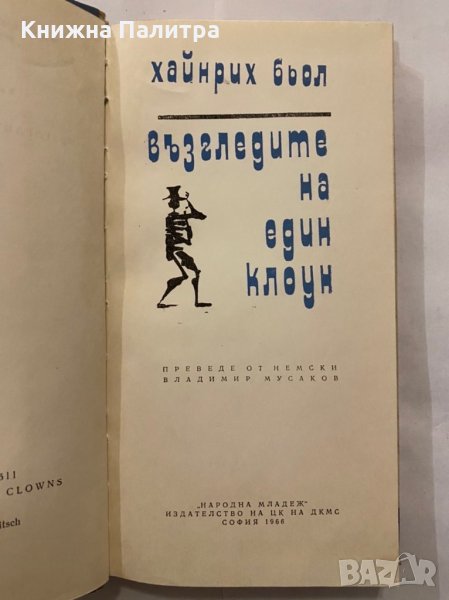 Книжна Палитра
хайнрих бьол
възгледите
на
един
клоун
ПРЕВЕДЕ ОТ НЕМСКИ
ВЛАДИМИР МУСАКОВ
„НАРОДНА МЛАДЕЖ"
ИЗДАТЕЛСТВО НА ЦК НА ДКМС
СОФИЯ 1966
CLOWNS
BAZAR